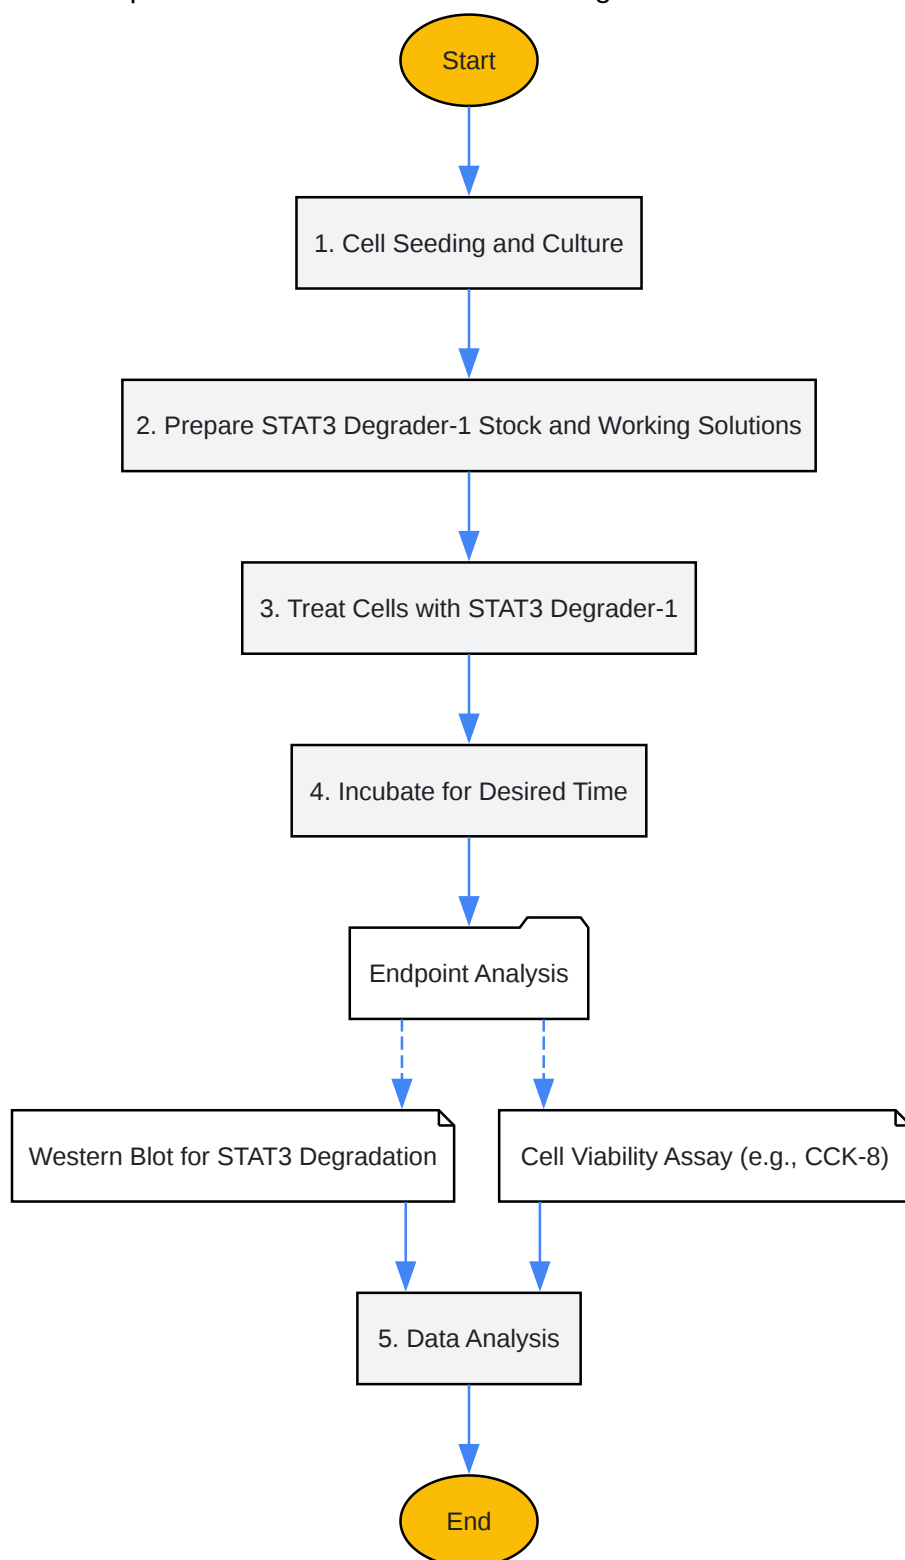 Start
1. Cell Seeding and Culture
2. Prepare STAT3 Degrader-1 Stock and Working Solutions
3. Treat Cells with STAT3 Degrader-1
4. Incubate for Desired Time
Endpoint Analysis
Western Blot for STAT3 Degradation
Cell Viability Assay (e.g., CCK-8)
5. Data Analysis
End